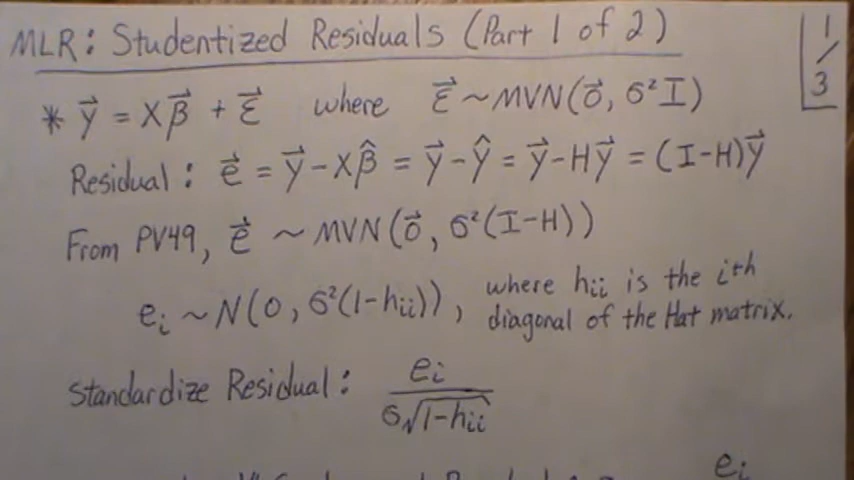 MLR: Studentized Residuals (Part 1 of 2)
1/3
* y⃗ = Xβ⃗ + ε⃗ where ε⃗ ~ MVN(0⃗, σ²I)
Residual: e⃗ = y⃗ - Xβ̂ = y⃗ - ŷ = y⃗ - Hy⃗ = (I-H)y⃗
From PV49, e⃗ ~ MVN(0⃗, σ²(I-H))
eᵢ ~ N(0, σ²(1-hᵢᵢ)), where hᵢᵢ is the ith
diagonal of the Hat matrix.
Standardize Residual: eᵢ / σ√(1-hᵢᵢ)
eᵢ